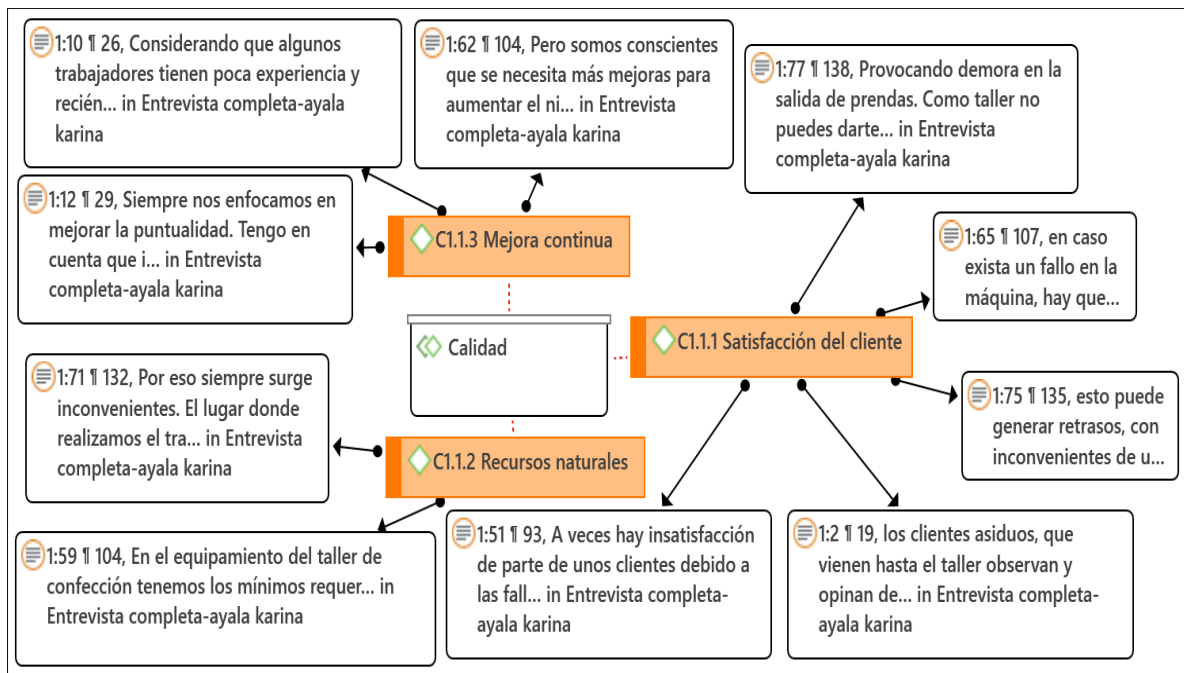 1:10 ¶ 26, Considerando que algunos
trabajadores tienen poca experiencia y
recién... in Entrevista completa-ayala
karina
1:62 ¶ 104, Pero somos conscientes
que se necesita más mejoras para
aumentar el ni... in Entrevista
completa-ayala karina
1:77 ¶ 138, Provocando demora en la
salida de prendas. Como taller no
puedes darte... in Entrevista
completa-ayala karina
1:12 ¶ 29, Siempre nos enfocamos en
mejorar la puntualidad. Tengo en
cuenta que i... in Entrevista
completa-ayala karina
C1.1.3 Mejora continua
1:65 ¶ 107, en caso
exista un fallo en la
máquina, hay que...
Calidad
C1.1.1 Satisfacción del cliente
1:71 ¶ 132, Por eso siempre surge
inconvenientes. El lugar donde
realizamos el tra... in Entrevista
completa-ayala karina
1:75 ¶ 135, esto puede
generar retrasos, con
inconvenientes de u...
C1.1.2 Recursos naturales
1:59 ¶ 104, En el equipamiento del taller de
confección tenemos los mínimos requer... in
Entrevista completa-ayala karina
1:51 ¶ 93, A veces hay insatisfacción
de parte de unos clientes debido a
las fall... in Entrevista completa-
ayala karina
1:2 ¶ 19, los clientes asiduos, que
vienen hasta el taller observan y
opinan de... in Entrevista completa-
ayala karina